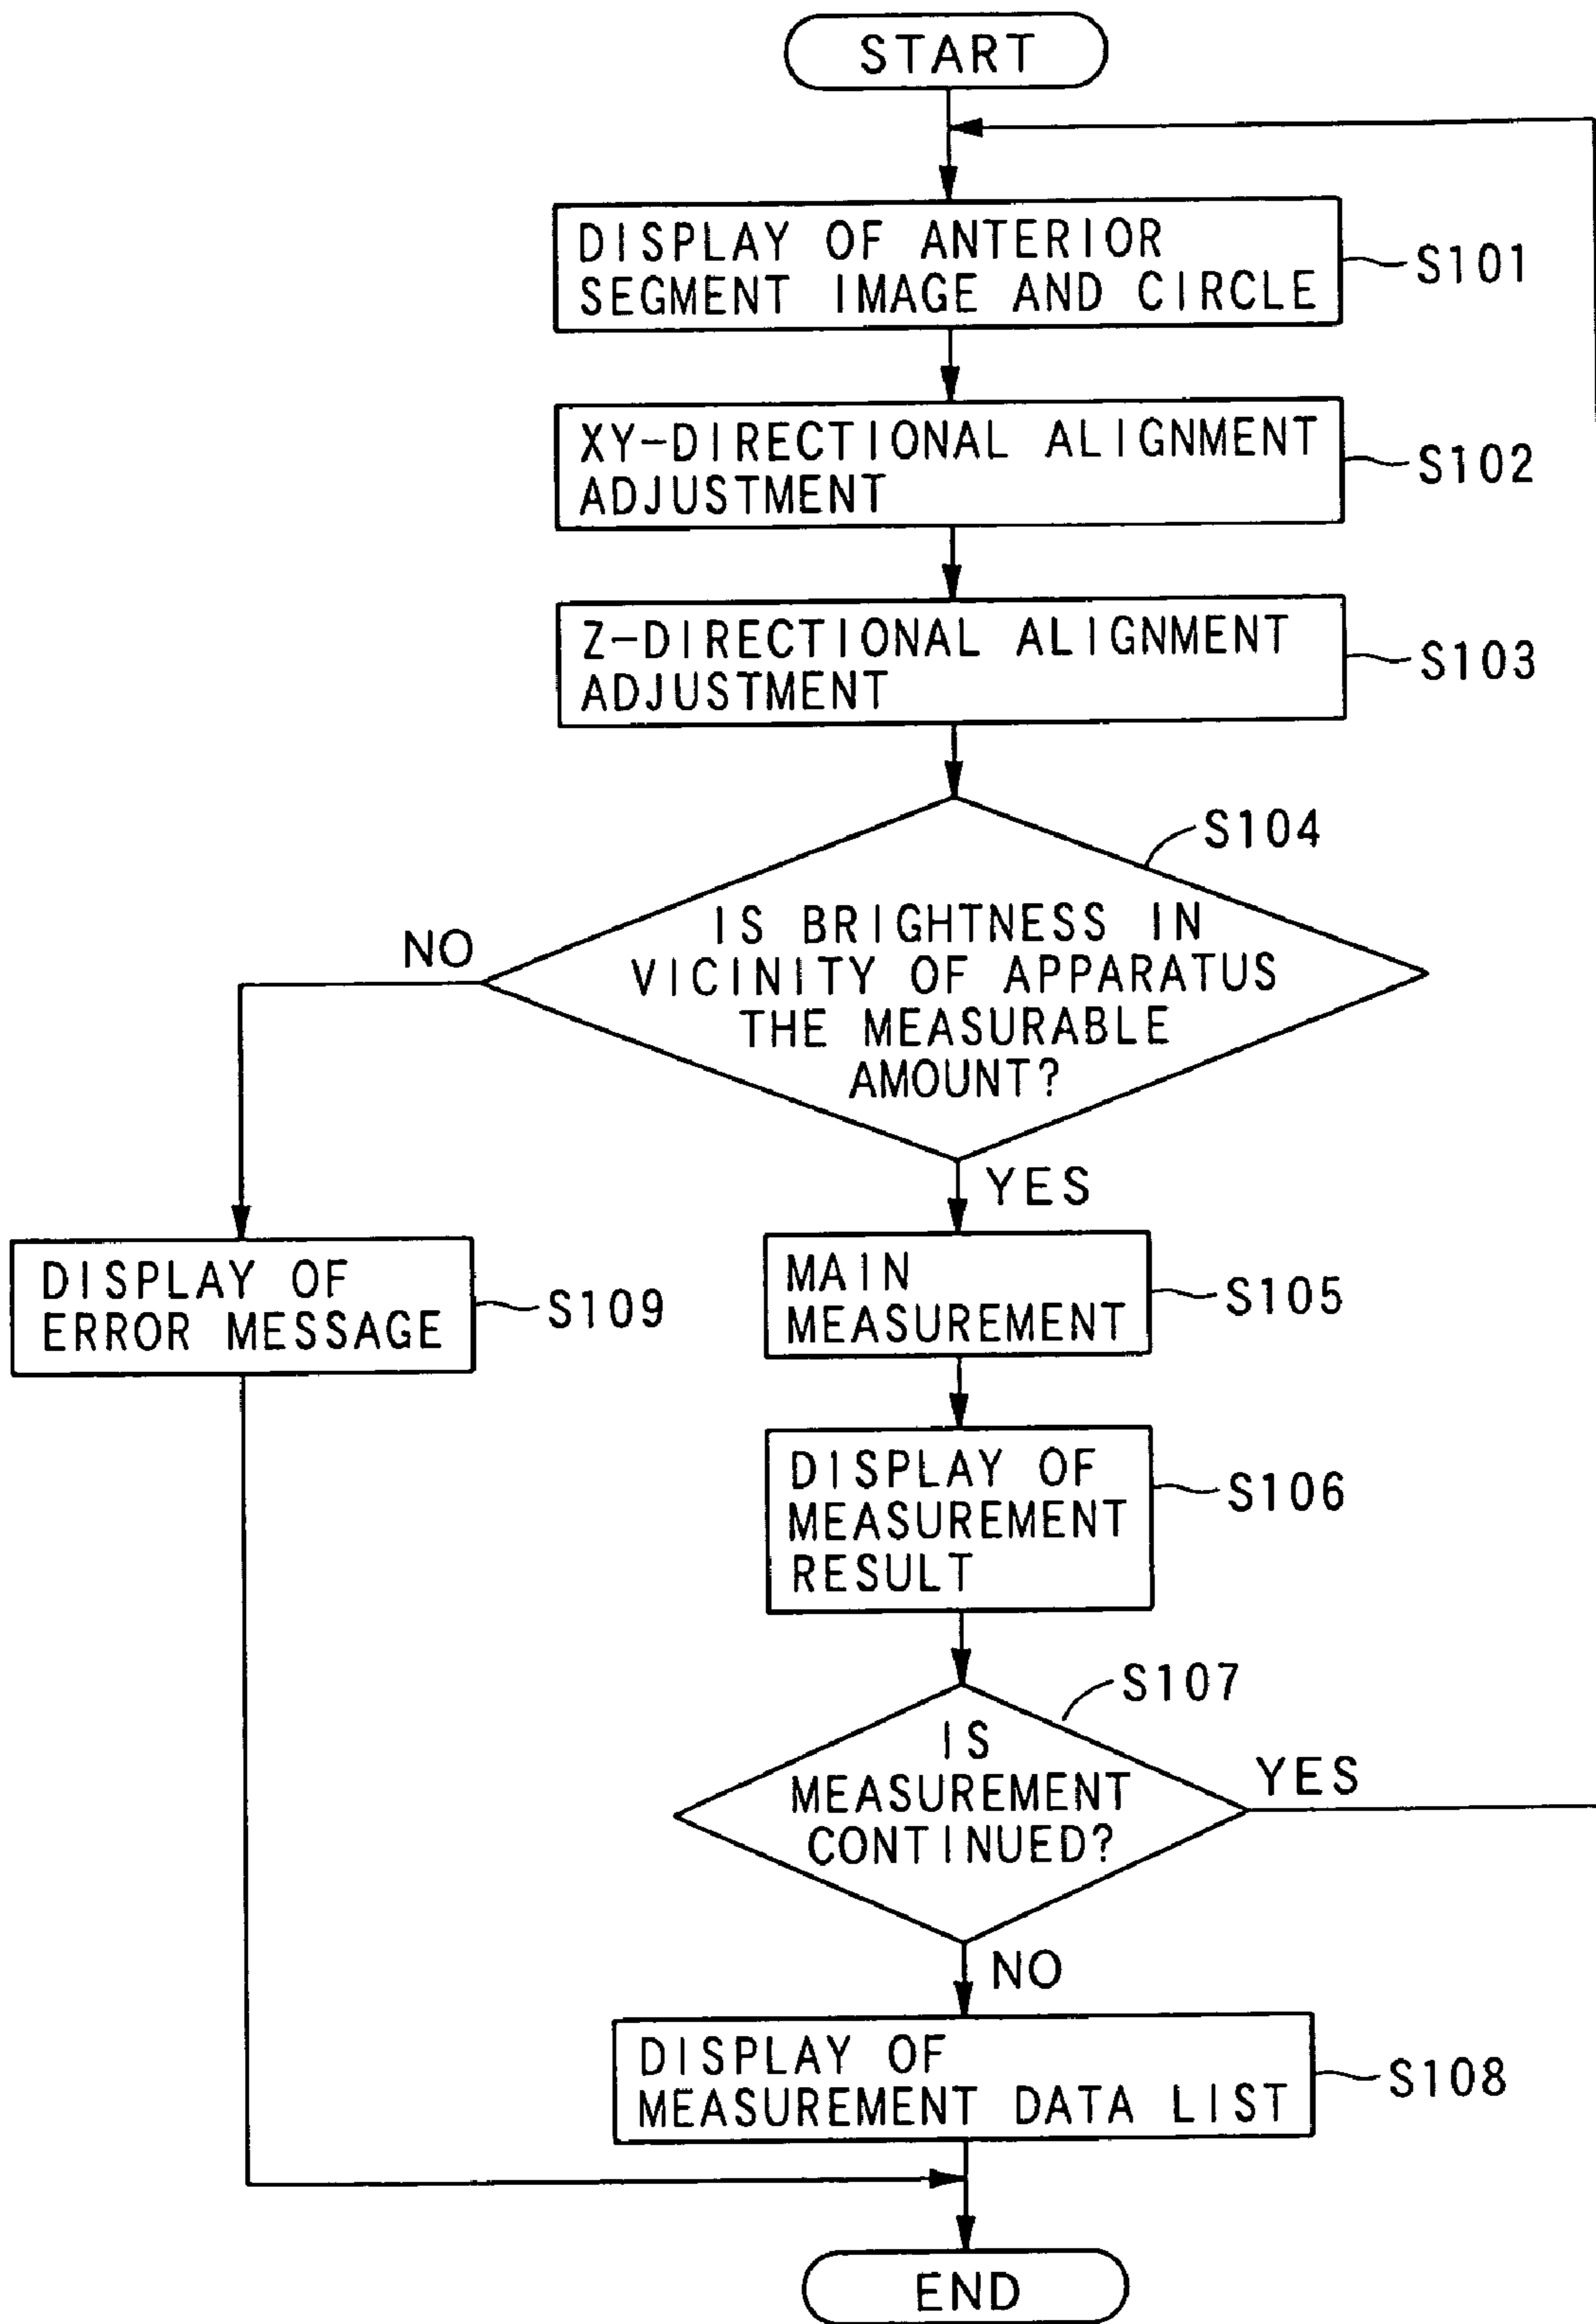 START
DISPLAY OF ANTERIOR
SEGMENT IMAGE AND CIRCLE
S101
XY-DIRECTIONAL ALIGNMENT
ADJUSTMENT
S102
Z-DIRECTIONAL ALIGNMENT
ADJUSTMENT
S103
S104
IS BRIGHTNESS IN
VICINITY OF APPARATUS
THE MEASURABLE
AMOUNT?
NO
YES
DISPLAY OF
ERROR MESSAGE
S109
MAIN
MEASUREMENT
S105
DISPLAY OF
MEASUREMENT
RESULT
S106
S107
IS
MEASUREMENT
CONTINUED?
YES
NO
DISPLAY OF
MEASUREMENT DATA LIST
S108
END